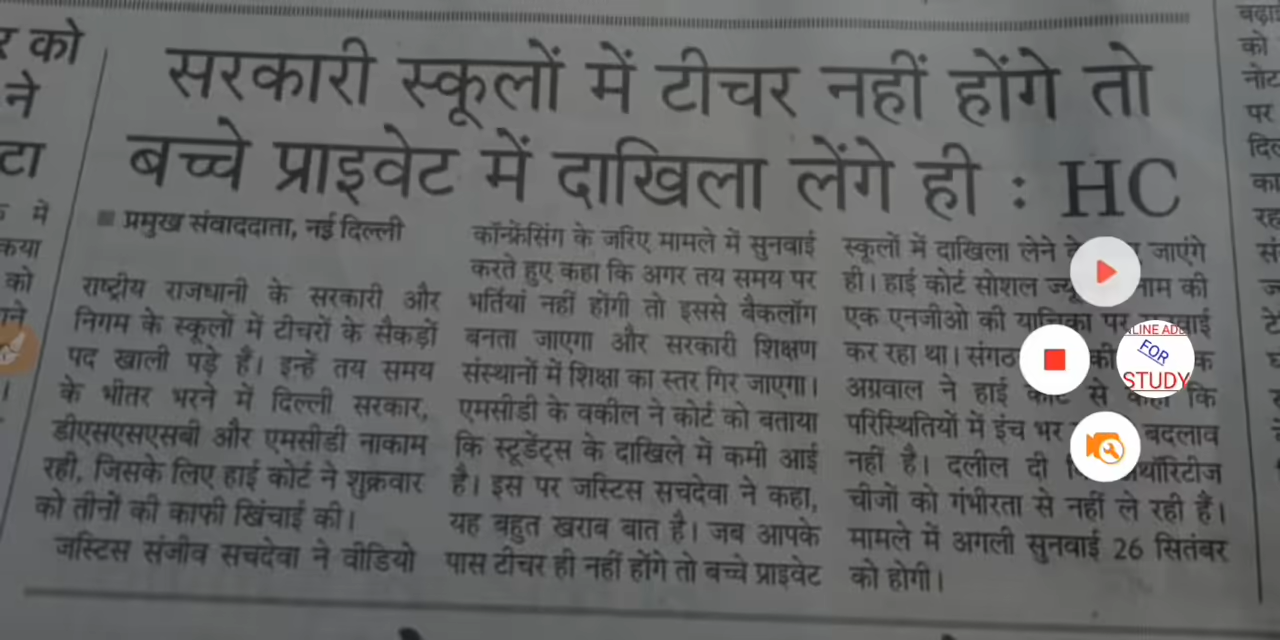 सरकारी स्कूलों में टीचर नहीं होंगे तो
बच्चे प्राइवेट में दाखिला लेंगे ही : HC
प्रमुख संवाददाता, नई दिल्ली
राष्ट्रीय राजधानी के सरकारी और
निगम के स्कूलों में टीचरों के सैकड़ों
पद खाली पड़े हैं। इन्हें तय समय
के भीतर भरने में दिल्ली सरकार,
डीएसएसएसबी और एमसीडी नाकाम
रही, जिसके लिए हाई कोर्ट ने शुक्रवार
को तीनों की काफी खिंचाई की।
जस्टिस संजीव सचदेवा ने वीडियो
कॉन्फ्रेंसिंग के जरिए मामले में सुनवाई
करते हुए कहा कि अगर तय समय पर
भर्तियां नहीं होंगी तो इससे बैकलॉग
बनता जाएगा और सरकारी शिक्षण
संस्थानों में शिक्षा का स्तर गिर जाएगा।
एमसीडी के वकील ने कोर्ट को बताया
कि स्टूडेंट्स के दाखिले में कमी आई
है। इस पर जस्टिस सचदेवा ने कहा,
यह बहुत खराब बात है। जब आपके
पास टीचर ही नहीं होंगे तो बच्चे प्राइवेट
स्कूलों में दाखिला लेने जाएंगे
ही। हाई कोर्ट सोशल नाम की
एक एनजीओ की याचिका पर
कर रहा था। की
अग्रवाल ने हाई कोर्ट से कहा कि
परिस्थितियों में इंच भर बदलाव
नहीं है। दलील दी
चीजों को गंभीरता से नहीं ले रही हैं।
मामले में अगली सुनवाई 26 सितंबर
को होगी।
र को
ने
टा
में
को
को
नोट
पर
FOR
STUDY